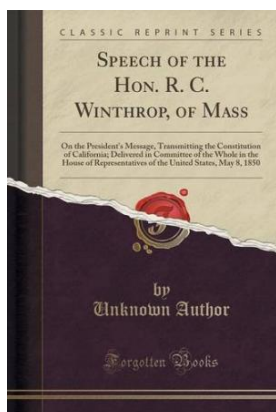 CLASSIC REPRINT SERIES
SPEECH OF THE
HON. R. C.
WINTHROP, OF MASS
On the President's Message, Transmitting the Constitution
of California; Delivered in Committee of the Whole in the
House of Representatives of the United States, May 8, 1850
by
Unknown Author
Forgotten Books